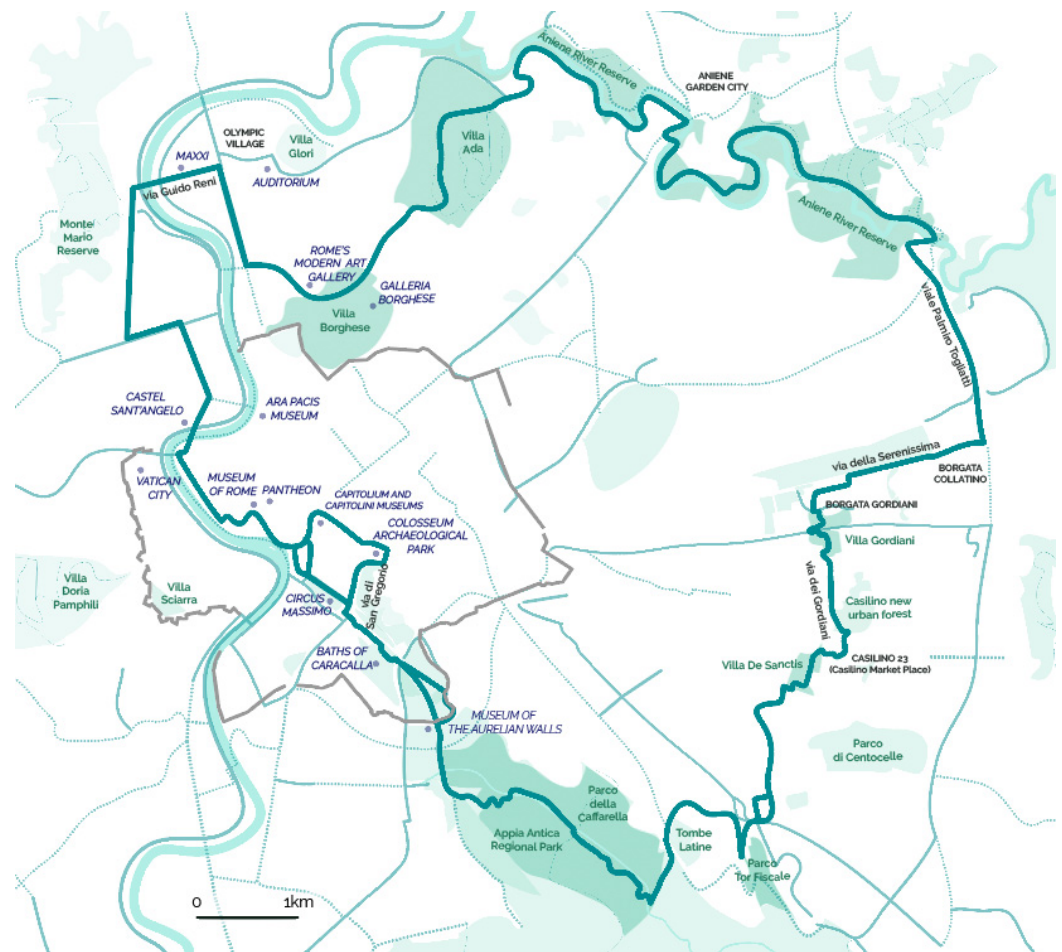 Aniene River Reserve
ANIENE
GARDEN CITY
OLYMPIC
VILLAGE
Villa
Glori
Villa
Ada
MAXXI
AUDITORIUM
via Guido Reni
Monte
Mario
Reserve
Aniene River Reserve
ROME'S
MODERN ART
GALLERY
GALLERIA
BORGHESE
Villa
Borghese
viale Palmiro Togliatti
CASTEL
SANT'ANGELO
ARA PACIS
MUSEUM
via della Serenissima
BORGATA
COLLATINO
VATICAN
CITY
MUSEUM
OF ROME
PANTHEON
CAPITOLIUM AND
CAPITOLINI MUSEUMS
BORGATA GORDIANI
COLOSSEUM
ARCHAEOLOGICAL
PARK
Villa Gordiani
Villa
Doria
Pamphili
Villa
Sciarra
via di
San Gregorio
CIRCUS
MASSIMO
via dei Gordiani
Casilino new
urban forest
BATHS OF
CARACALLA
Villa De Sanctis
CASILINO 23
(Casilino Market Place)
MUSEUM OF
THE AURELIAN WALLS
Parco
di Centocelle
Parco
della
Caffarella
Appia Antica
Regional Park
Tombe
Latine
Parco
Tor Fiscale
0 1km